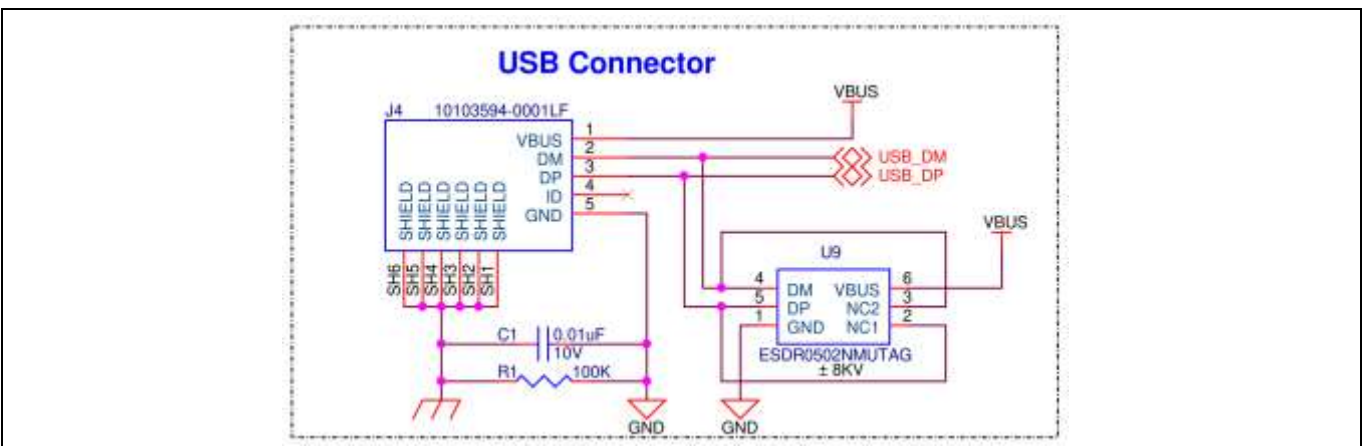 USB Connector
J4 10103594-0001LF
VBUS
VBUS 1
DM 2
DP 3
ID 4
GND 5
USB_DM
USB_DP
SHIELD SHIELD SHIELD SHIELD SHIELD SHIELD
SH6 SH5 SH4 SH3 SH2 SH1
VBUS
U9
4 DM VBUS 6
5 DP NC2 3
1 GND NC1 2
ESDR0502NMUTAG
± 8KV
C1 0.01uF
10V
R1 100K
GND
GND